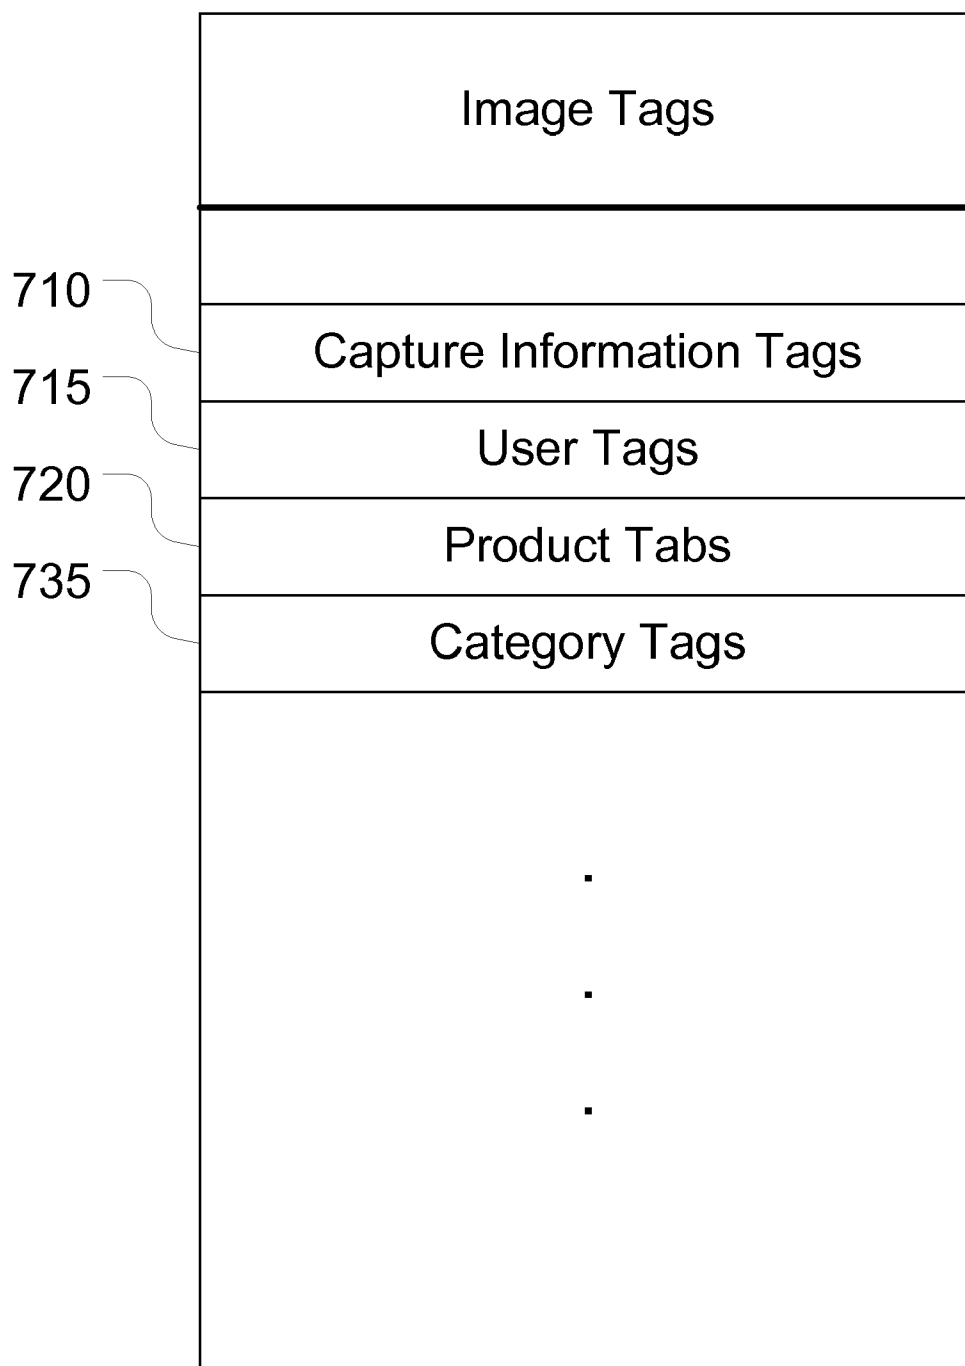 Image Tags
710
Capture Information Tags
715
User Tags
720
Product Tabs
735
Category Tags